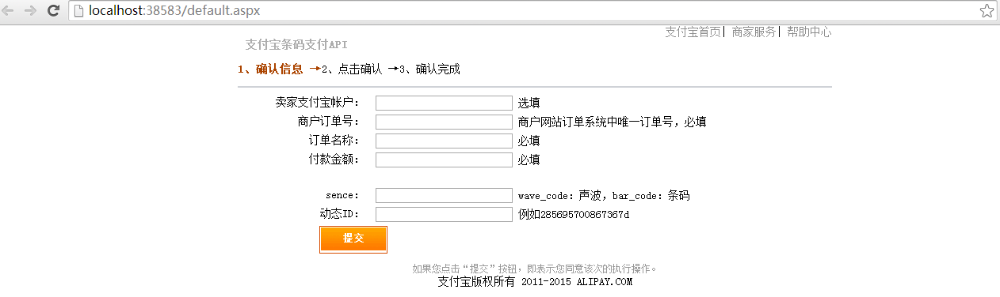 localhost:38583/default.aspx
支付宝首页| 商家服务| 帮助中心
支付宝条码支付API
1、确认信息 →2、点击确认 →3、确认完成
卖家支付宝帐户： 选填
商户订单号： 商户网站订单系统中唯一订单号，必填
订单名称： 必填
付款金额： 必填
sence： wave_code：声波，bar_code：条码
动态ID： 例如285695700867367d
提交
如果您点击“提交”按钮，即表示您同意该次的执行操作。
支付宝版权所有 2011-2015 ALIPAY.COM